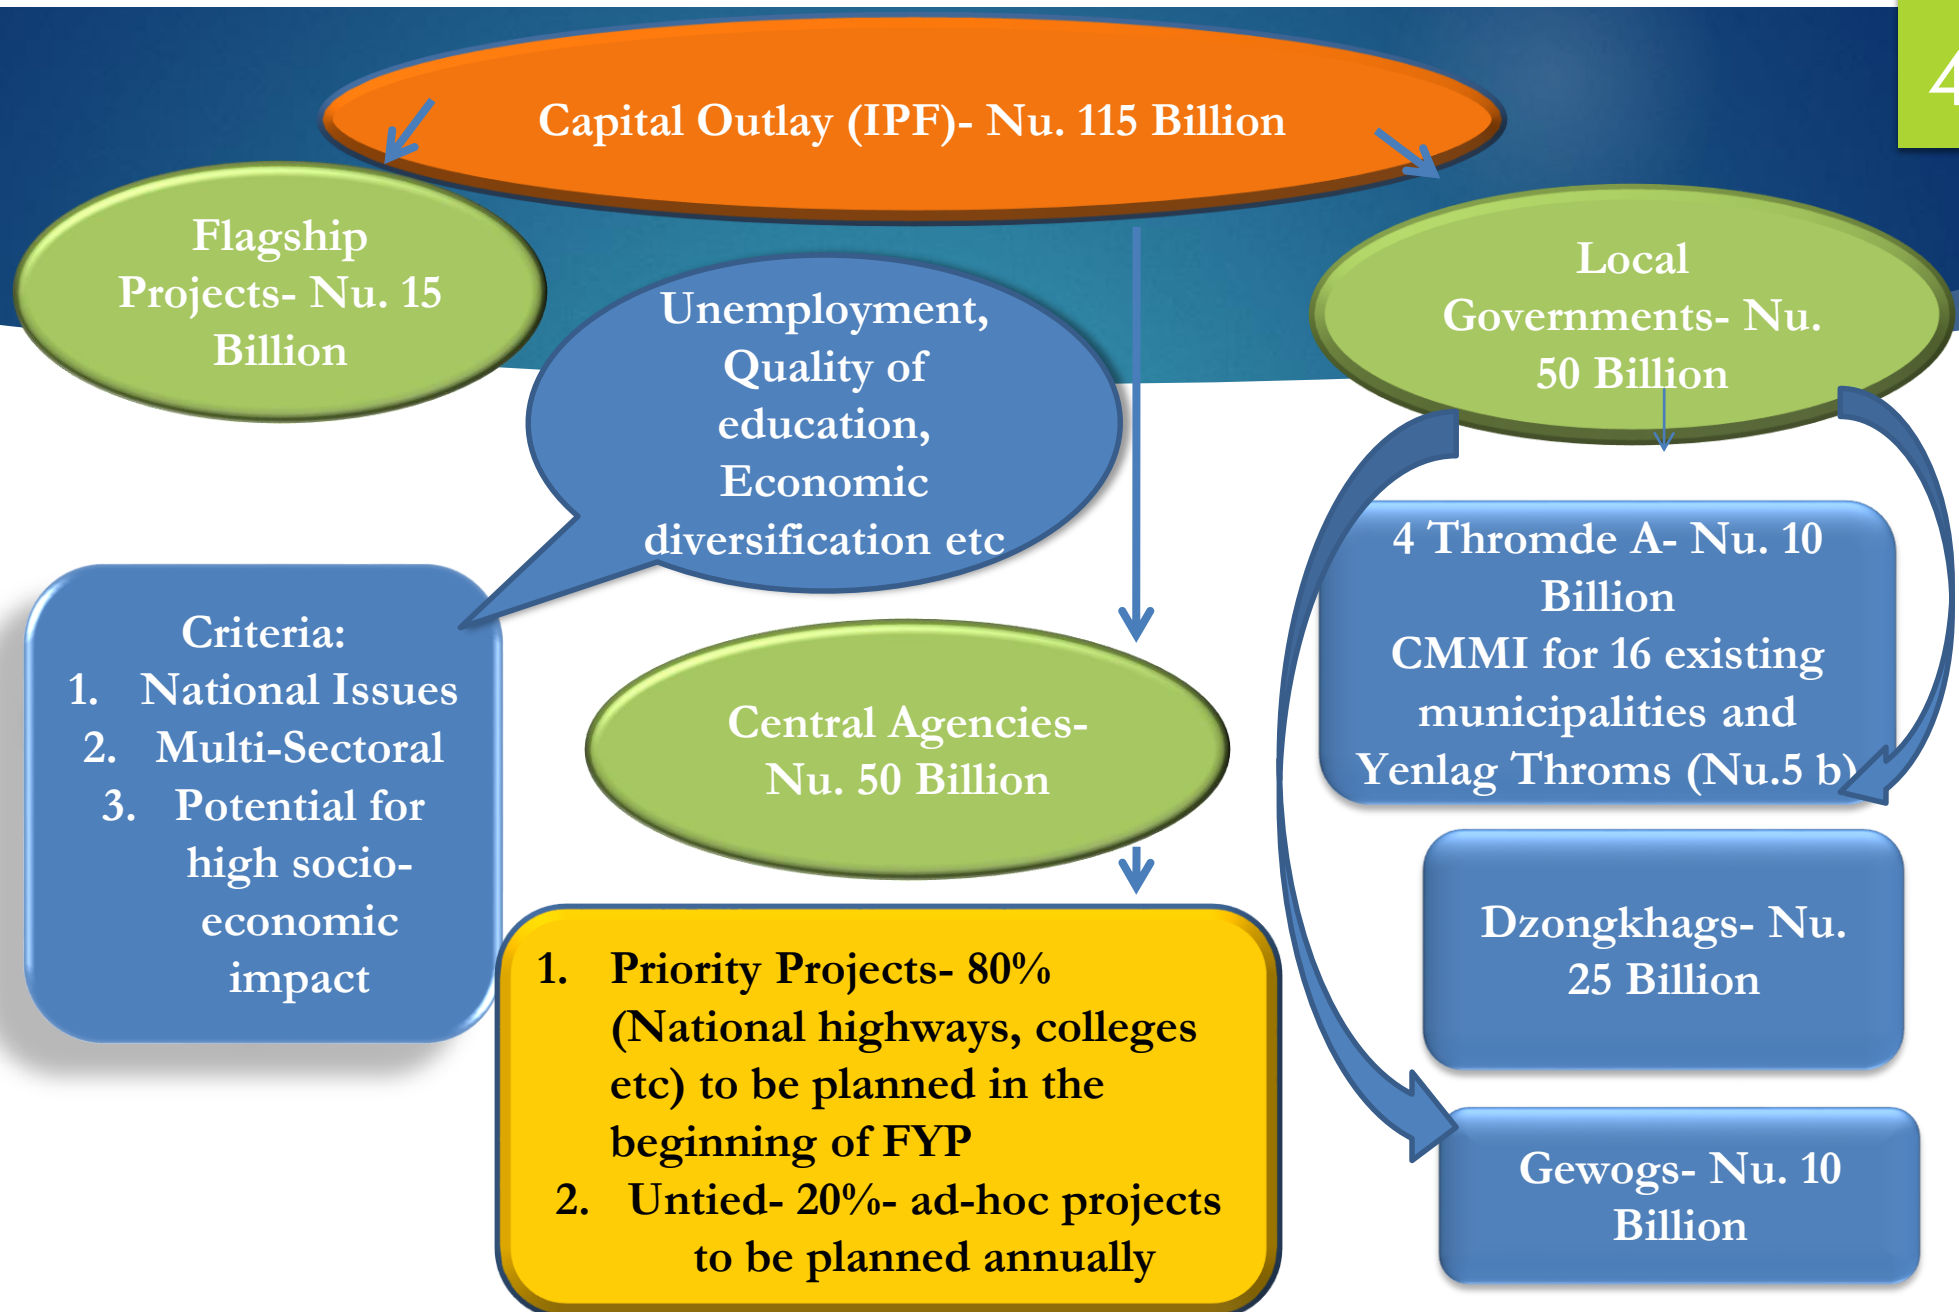 4
Capital Outlay (IPF)- Nu. 115 Billion
Flagship
Projects- Nu. 15
Billion
Unemployment,
Quality of
education,
Economic
diversification etc
Local
Governments- Nu.
50 Billion
Criteria:
1. National Issues
2. Multi-Sectoral
3. Potential for
high socio-
economic
impact
Central Agencies-
Nu. 50 Billion
1. Priority Projects- 80%
(National highways, colleges
etc) to be planned in the
beginning of FYP
2. Untied- 20%- ad-hoc projects
to be planned annually
4 Thromde A- Nu. 10
Billion
CMMI for 16 existing
municipalities and
Yenlag Throms (Nu.5 b)
Dzongkhags- Nu.
25 Billion
Gewogs- Nu. 10
Billion